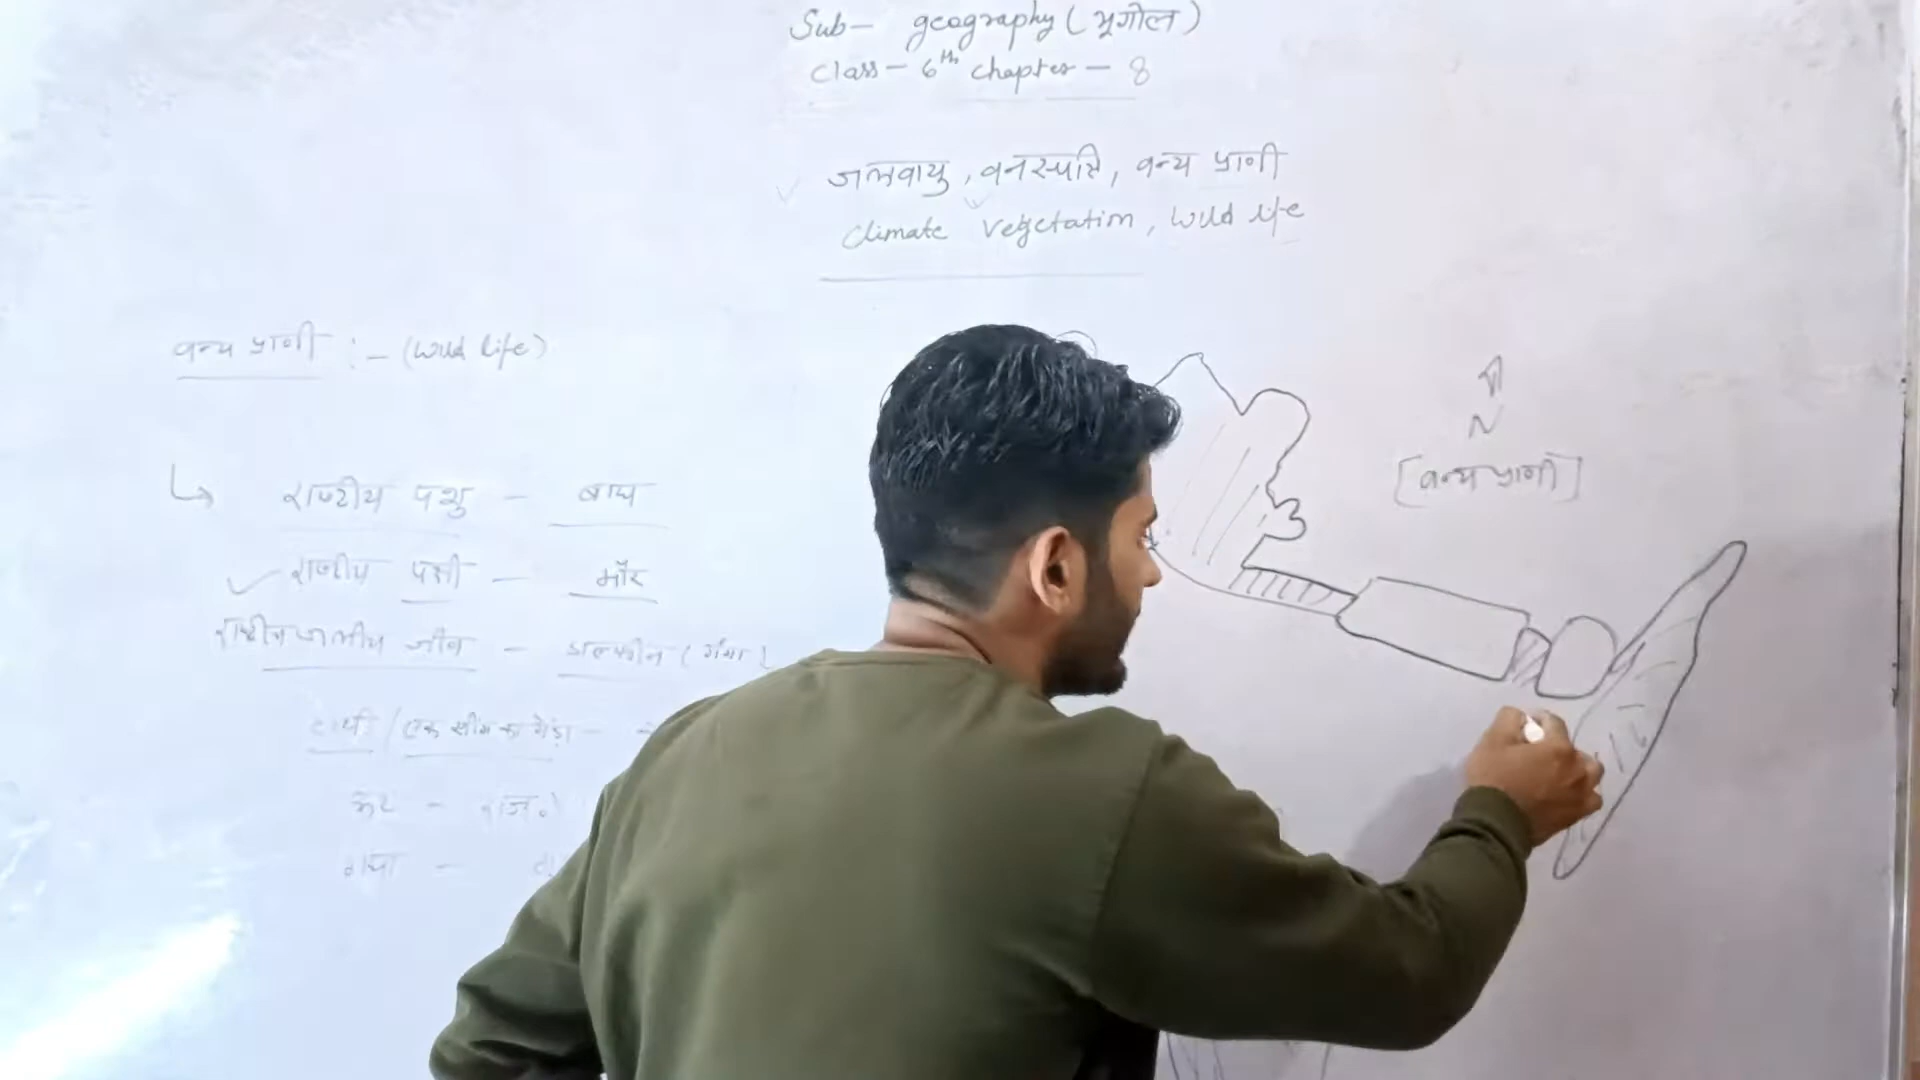 Sub- geography (भूगोल)
Class - 6th chapter - 8
जलवायु, वनस्पति, वन्य प्राणी
climate vegetation, wild life
वन्य प्राणी :- (wild life)
राष्ट्रीय पशु - बाघ
राष्ट्रीय पक्षी - मोर
राष्ट्रीय जलीय जीव - डाल्फीन (गंगा)
हाथी / एक सींग का गेंडा -
ऊँट - राज०
N
[वन्य प्राणी]